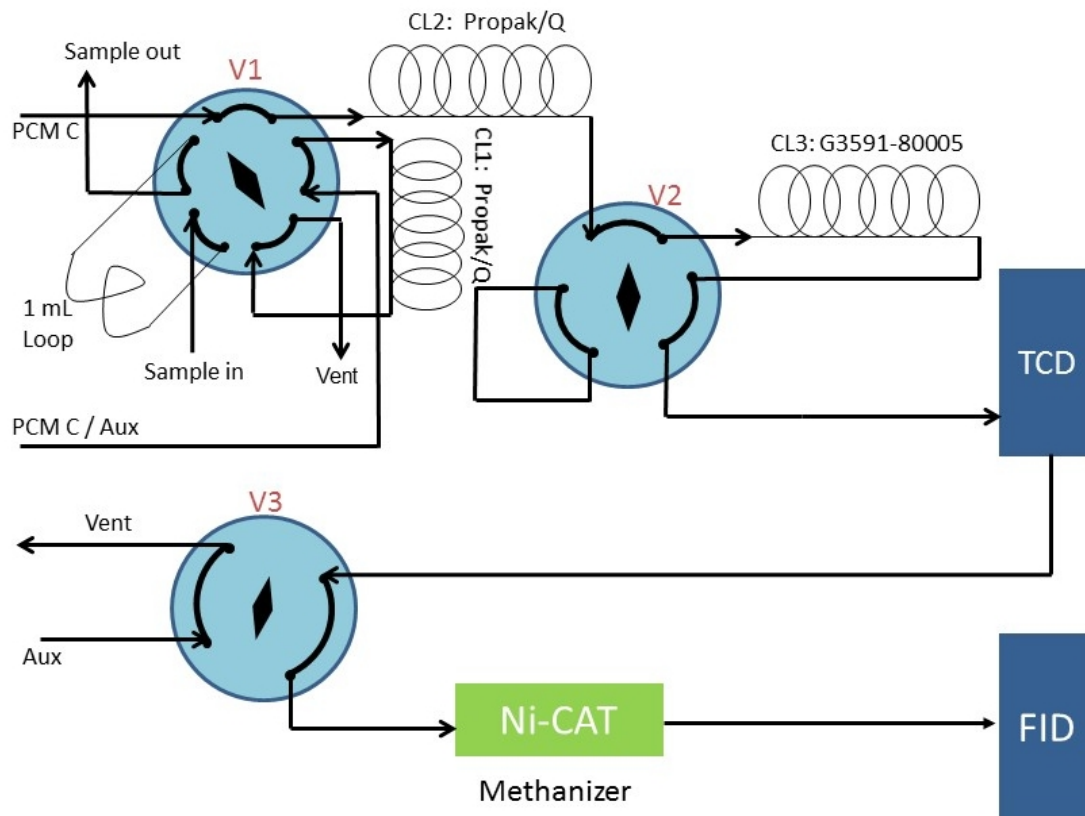 CL2: Propak/Q
Sample out
V1
PCM C
CL1: Propak/Q
CL3: G3591-80005
V2
1 mL
Loop
Sample in
Vent
TCD
PCM C / Aux
V3
Vent
Aux
Ni-CAT
FID
Methanizer